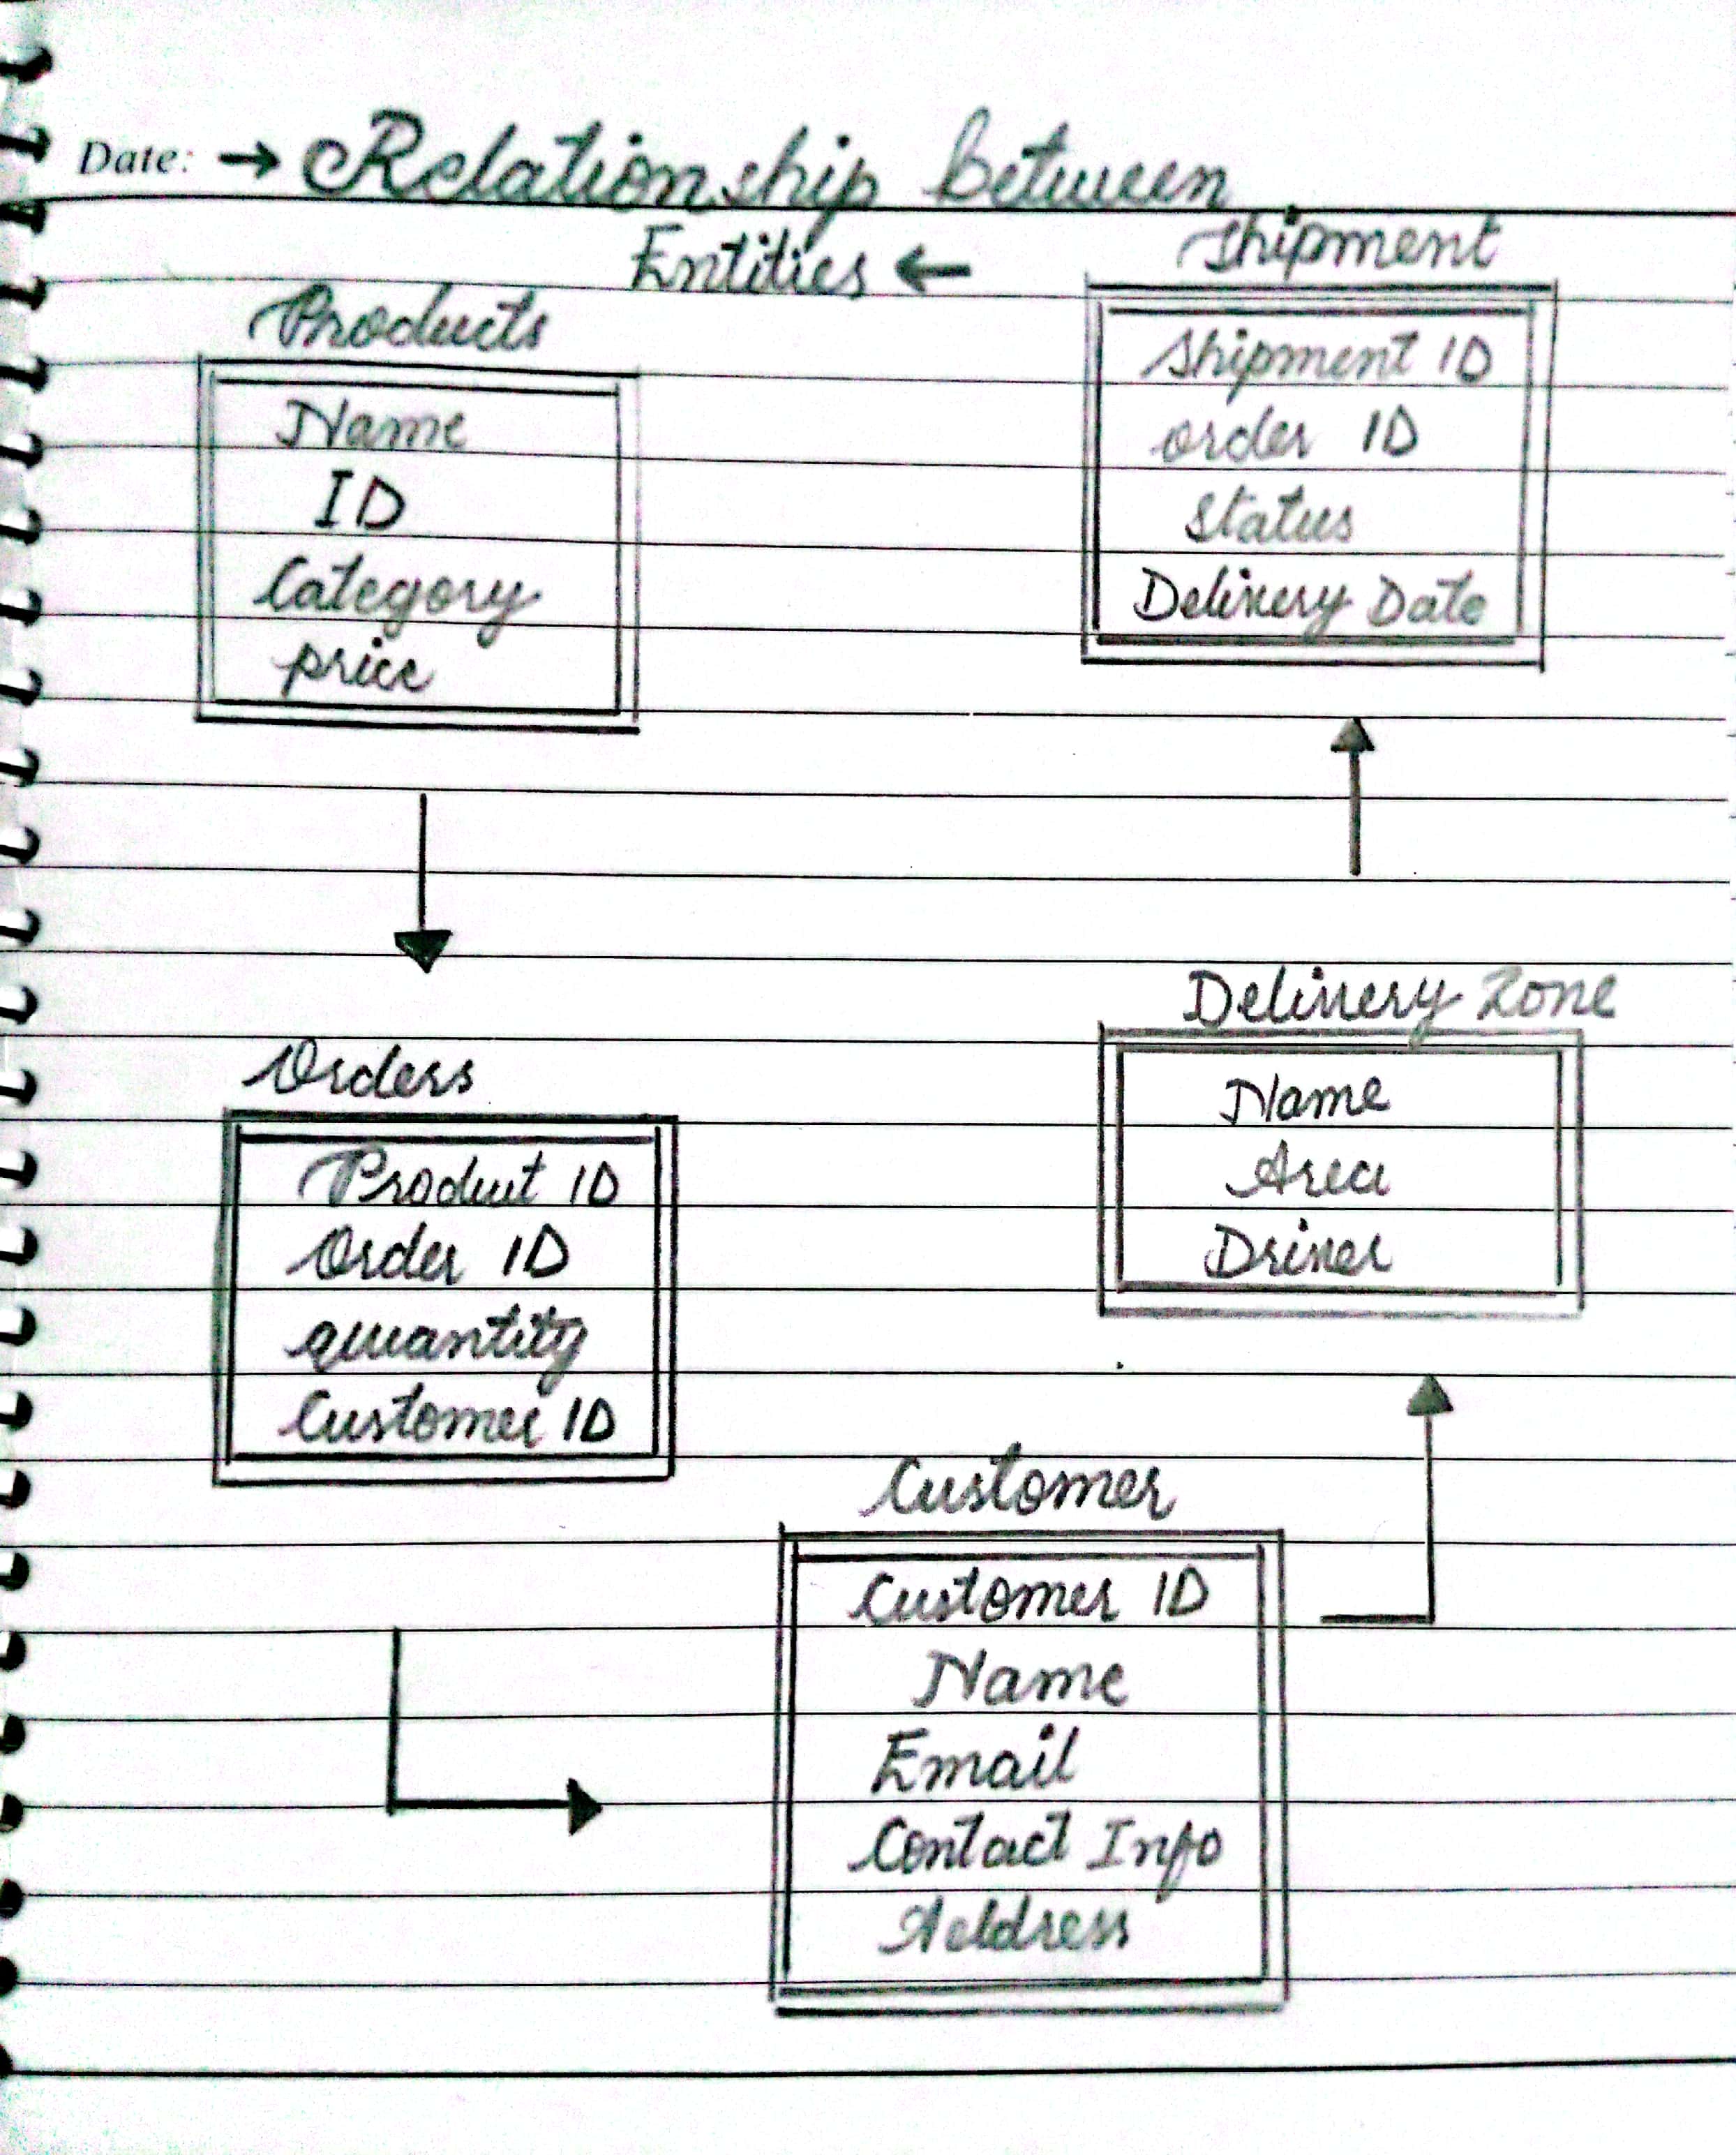 Date: → Relationship between
Entities ←
Products
Name
ID
Category
price
Shipment
Shipment ID
order ID
Status
Delivery Date
Orders
Product ID
Order ID
quantity
Customer ID
Delivery Zone
Name
Area
Driver
Customer
Customer ID
Name
Email
Contact Info
Address